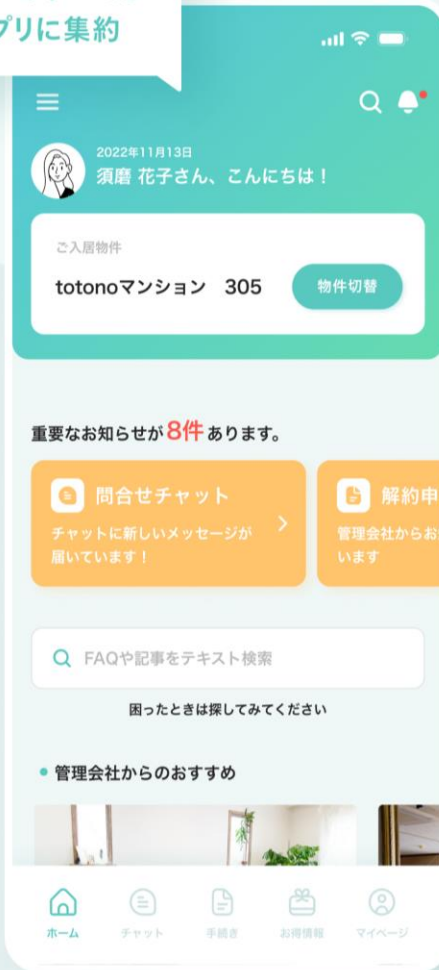 プリに集約
2022年11月13日
須磨 花子さん、こんにちは！
ご入居物件
totonoマンション 305
物件切替
重要なお知らせが8件あります。
問合せチャット
チャットに新しいメッセージが
届いています！
解約申
管理会社からお
います
FAQや記事をテキスト検索
困ったときは探してみてください
管理会社からのおすすめ
ホーム
チャット
手続き
お得情報
マイページ